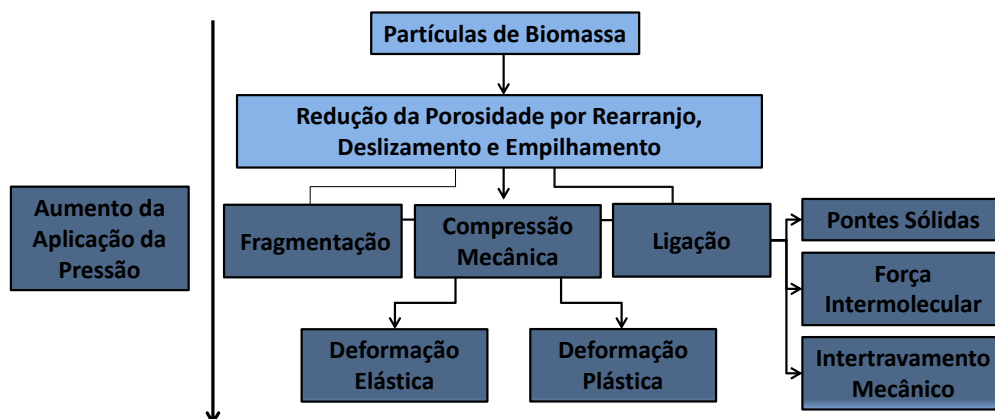 Partículas de Biomassa
Redução da Porosidade por Rearranjo,
Deslizamento e Empilhamento
Aumento da
Aplicação da
Pressão
Fragmentação
Compressão
Mecânica
Ligação
Pontes Sólidas
Força
Intermolecular
Intertravamento
Mecânico
Deformação
Elástica
Deformação
Plástica